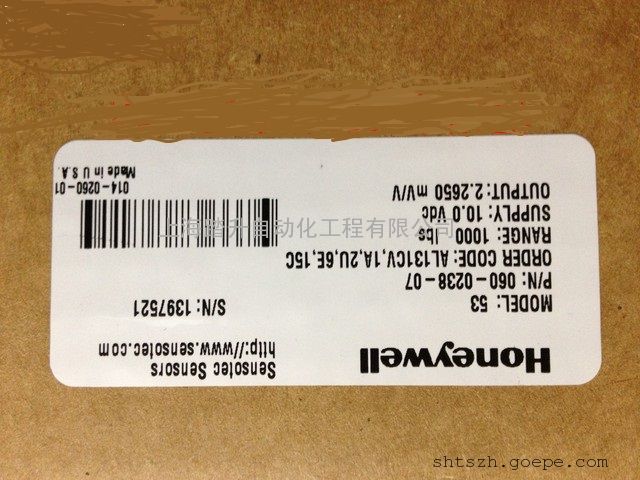 Honeywell
Sensotec Sensors
http://www.sensotec.com
MODEL: 53
S/N: 1397521
P/N: 060-0238-07
ORDER CODE: AL131CV,1A,2U,6E,15C
RANGE: 1000 lbs
SUPPLY: 10.0 Vdc
OUTPUT: 2.2650 mV/V
014-0260-01
Made in U.S.A.
上海踏升自动化工程有限公司
shtszh.goepe.com